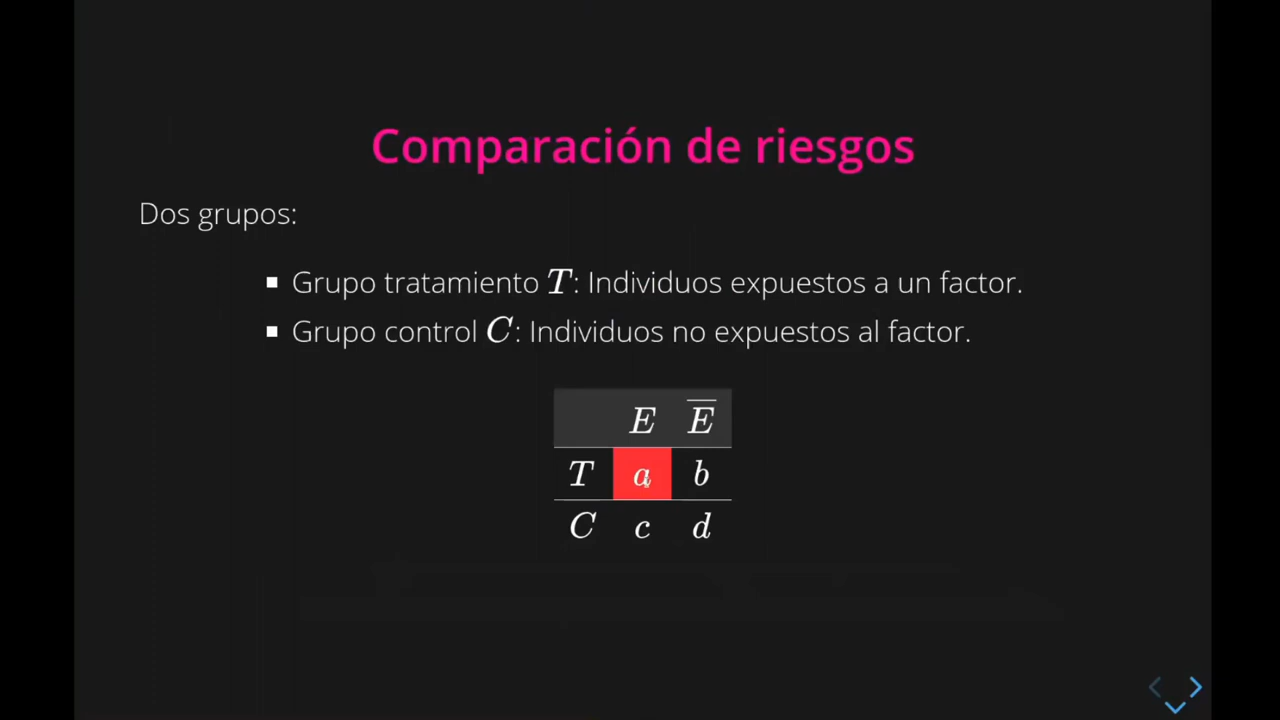 Comparación de riesgos
Dos grupos:
Grupo tratamiento T: Individuos expuestos a un factor.
Grupo control C: Individuos no expuestos al factor.
E E̅
T a b
C c d